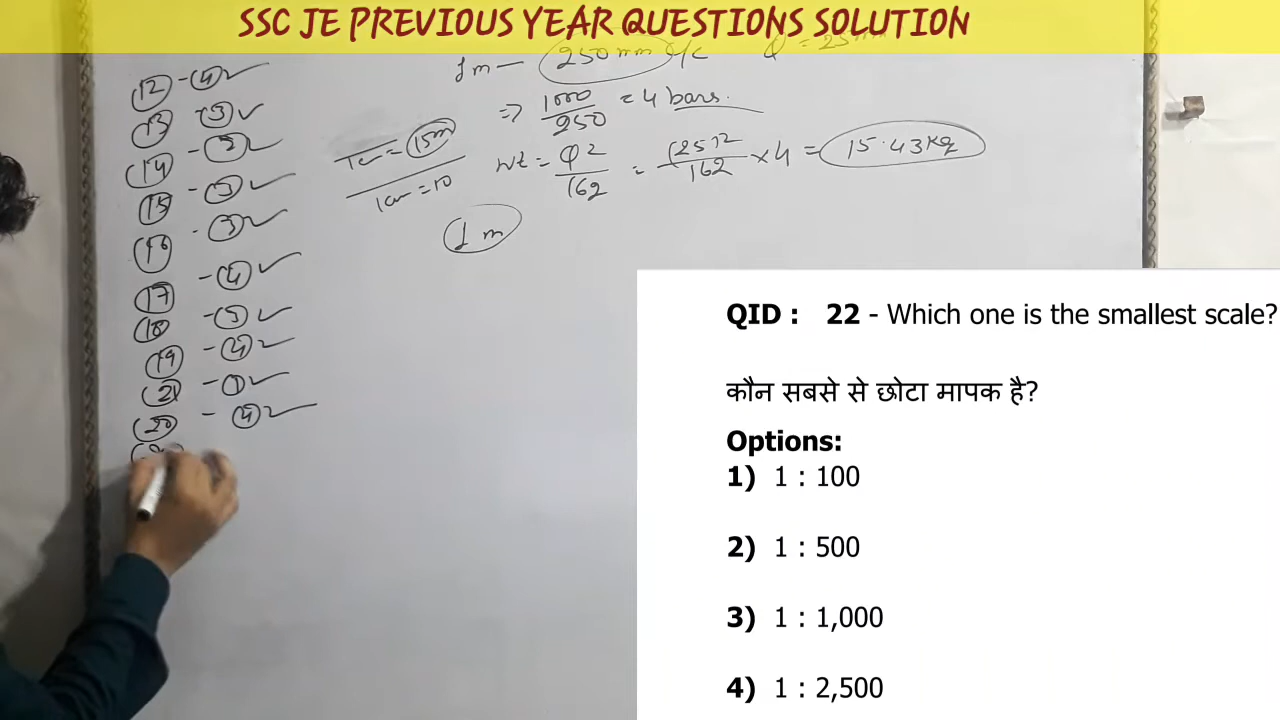 SSC JE PREVIOUS YEAR QUESTIONS SOLUTION
1m — 250mm c/c
⇒ 1000/250 = 4 bars.
1cm = 15m
1cm = 10
wt = φ²/162 = (25)²/162 × 4 = 15.43kg
1 m
(12) - (4) ✓
(13) - (3) ✓
(14) - (2) ✓
(15) - (3) ✓
(16) - (3) ✓
(17) - (4) ✓
(18) - (3) ✓
(19) - (4) ✓
(21) - (1) ✓
(20) - (4) ✓
QID : 22 - Which one is the smallest scale?
कौन सबसे से छोटा मापक है?
Options:
1) 1 : 100
2) 1 : 500
3) 1 : 1,000
4) 1 : 2,500